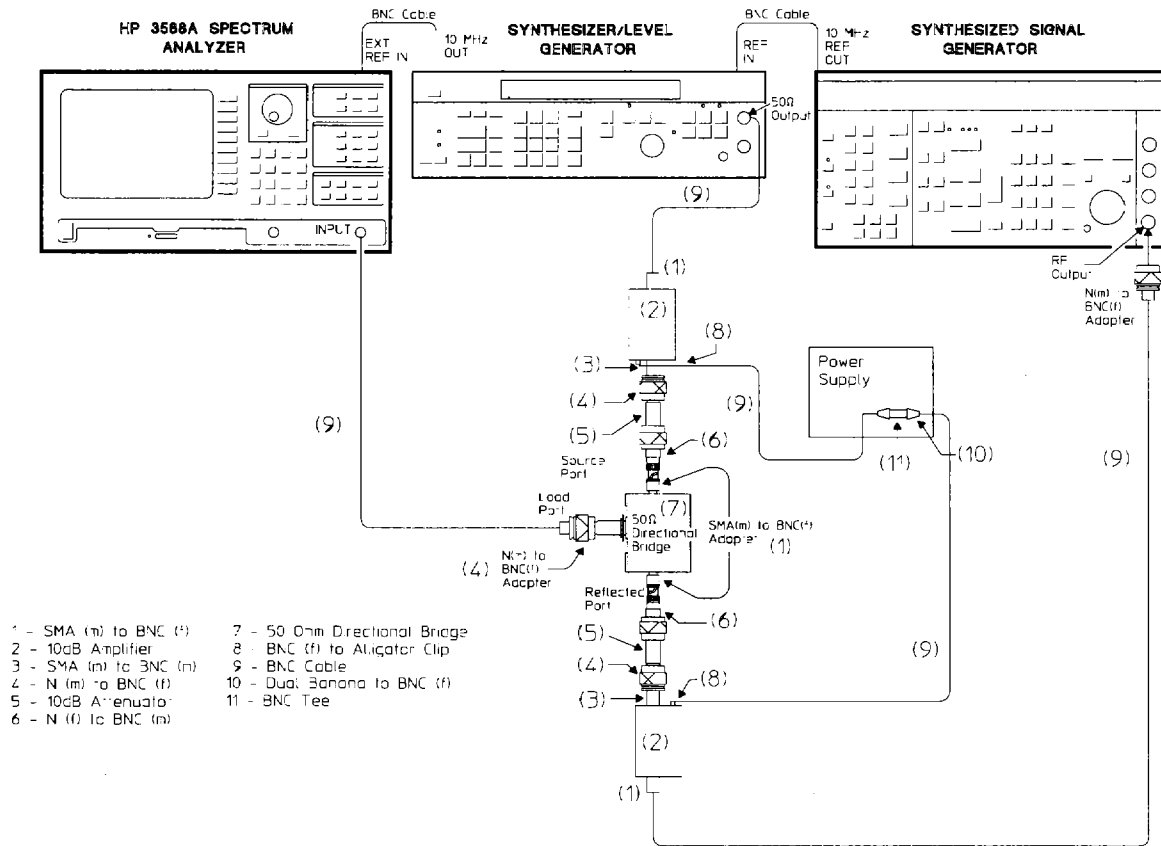 BNC Cable
BNC Cable
HP 3588A SPECTRUM
ANALYZER
EXT
REF IN
10 MHz
OUT
SYNTHESIZER/LEVEL
GENERATOR
REF
IN
10 MHz
REF
OUT
SYNTHESIZED SIGNAL
GENERATOR
50Ω
Output
INPUT
(9)
(1)
(2)
RF
Output
N(m) to
BNC(f)
Adapter
(8)
(3)
(4)
(9)
(5)
(6)
Power
Supply
(11)
(10)
(9)
(9)
Source
Port
Load
Port
(7)
50Ω
Directional
Bridge
SMA(m) to BNC(f)
Adapter
(1)
(4)
N(m) to
BNC(f)
Adapter
Reflected
Port
(6)
(5)
(4)
(8)
(3)
(9)
(2)
(1)
1 - SMA (m) to BNC (f)
2 - 10dB Amplifier
3 - SMA (m) to BNC (m)
4 - N (m) to BNC (f)
5 - 10dB Attenuator
6 - N (f) to BNC (m)
7 - 50 Ohm Directional Bridge
8 - BNC (f) to Alligator Clip
9 - BNC Cable
10 - Dual Banana to BNC (f)
11 - BNC Tee